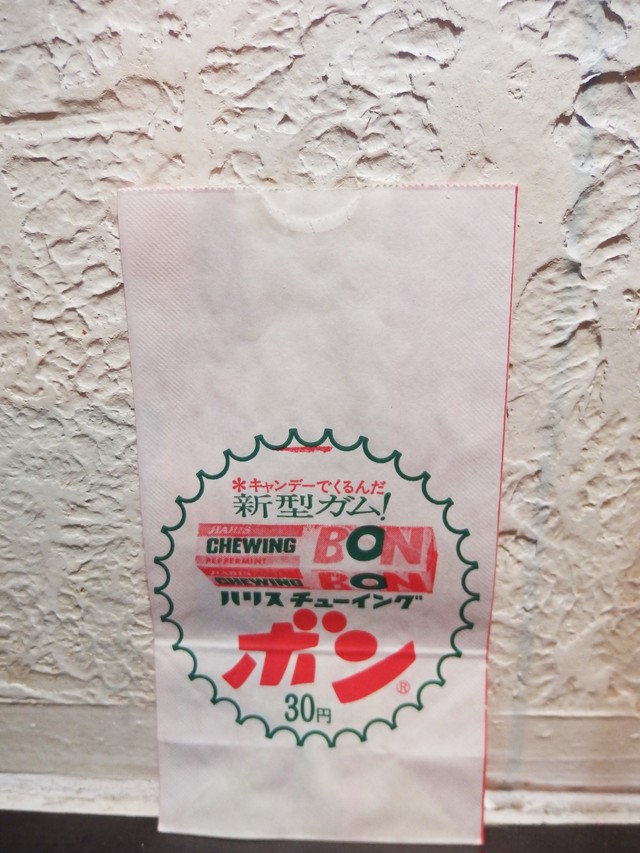 *キャンデーでくるんだ
新型ガム!
HARIS
CHEWING BON
PEPPERMINT
HARIS
CHEWING BON
ハリス チューイング
ボン®
30円